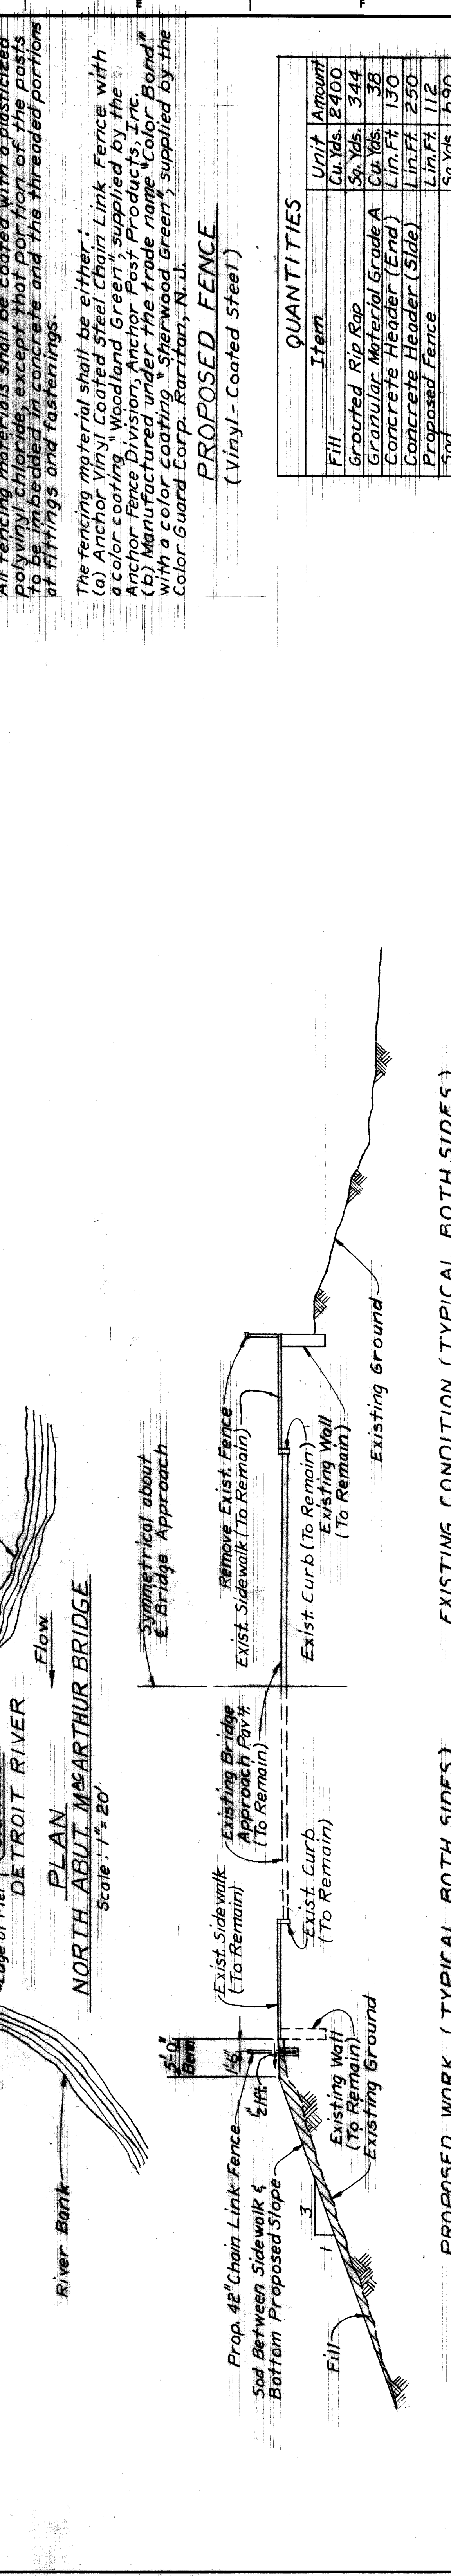 E
F
All fencing materials shall be coated with a plasticized
polyvinyl chloride, except that portion of the posts
to be imbedded in concrete and the threaded portions
at fittings and fastenings.
The fencing material shall be either:
(a) Anchor Vinyl Coated Steel Chain Link Fence with
a color coating "Woodland Green", supplied by the
Anchor Fence Division, Anchor Post Products, Inc.
(b) Manufactured under the trade name "Color Bond"
with a color coating "Sherwood Green", supplied by the
Color Guard Corp. Raritan, N.J.
PROPOSED FENCE
(Vinyl-Coated Steel)
QUANTITIES
Item Unit Amount
Fill Cu.Yds. 2400
Grouted Rip Rap Sq.Yds. 344
Granular Material Grade A Cu.Yds. 38
Concrete Header (End) Lin.Ft. 130
Concrete Header (Side) Lin.Ft. 250
Proposed Fence Lin.Ft. 112
Sod Sq.Yds. 690
Flow
DETROIT RIVER
River Bank
PLAN
NORTH ABUT. MacARTHUR BRIDGE
Scale: 1"= 20'
Symmetrical about
℄ Bridge Approach
5'-0"
Berm
1'-6"
Prop. 42" Chain Link Fence
Sod Between Sidewalk &
Bottom Proposed Slope
Fill
3
1
Exist. Sidewalk
(To Remain)
Existing Bridge
Approach Pav't.
(To Remain)
Exist. Curb
(To Remain)
Existing Wall
(To Remain)
Existing Ground
Remove Exist. Fence
Exist. Sidewalk (To Remain)
Exist. Curb (To Remain)
Existing Wall
(To Remain)
Existing Ground
PROPOSED WORK (TYPICAL BOTH SIDES)
EXISTING CONDITION (TYPICAL BOTH SIDES)